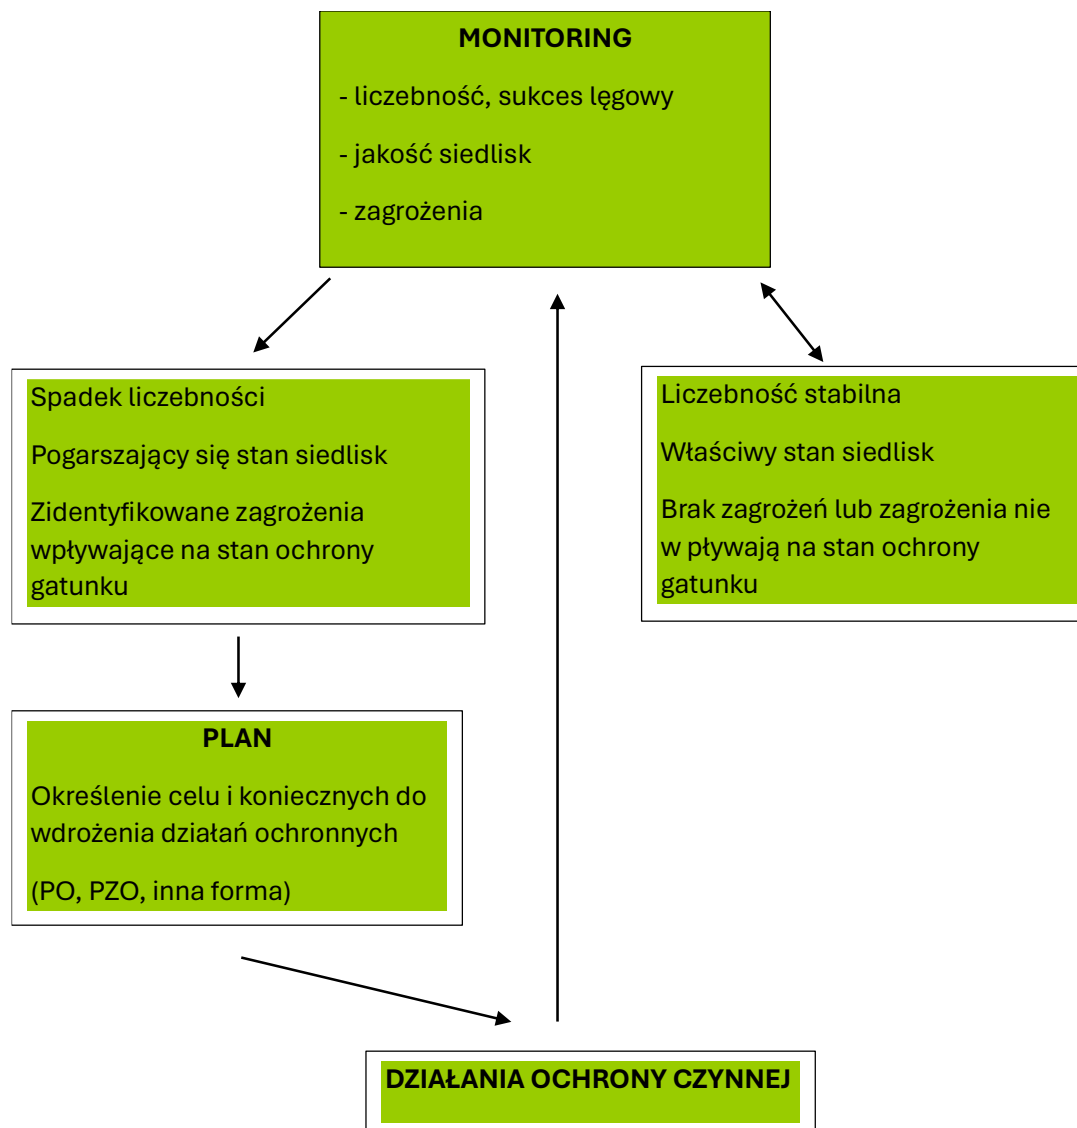 MONITORING
- liczebność, sukces lęgowy
- jakość siedlisk
- zagrożenia
Spadek liczebności
Pogarszający się stan siedlisk
Zidentyfikowane zagrożenia
wpływające na stan ochrony
gatunku
Liczebność stabilna
Właściwy stan siedlisk
Brak zagrożeń lub zagrożenia nie
w pływają na stan ochrony
gatunku
PLAN
Określenie celu i koniecznych do
wdrożenia działań ochronnych
(PO, PZO, inna forma)
DZIAŁANIA OCHRONY CZYNNEJ